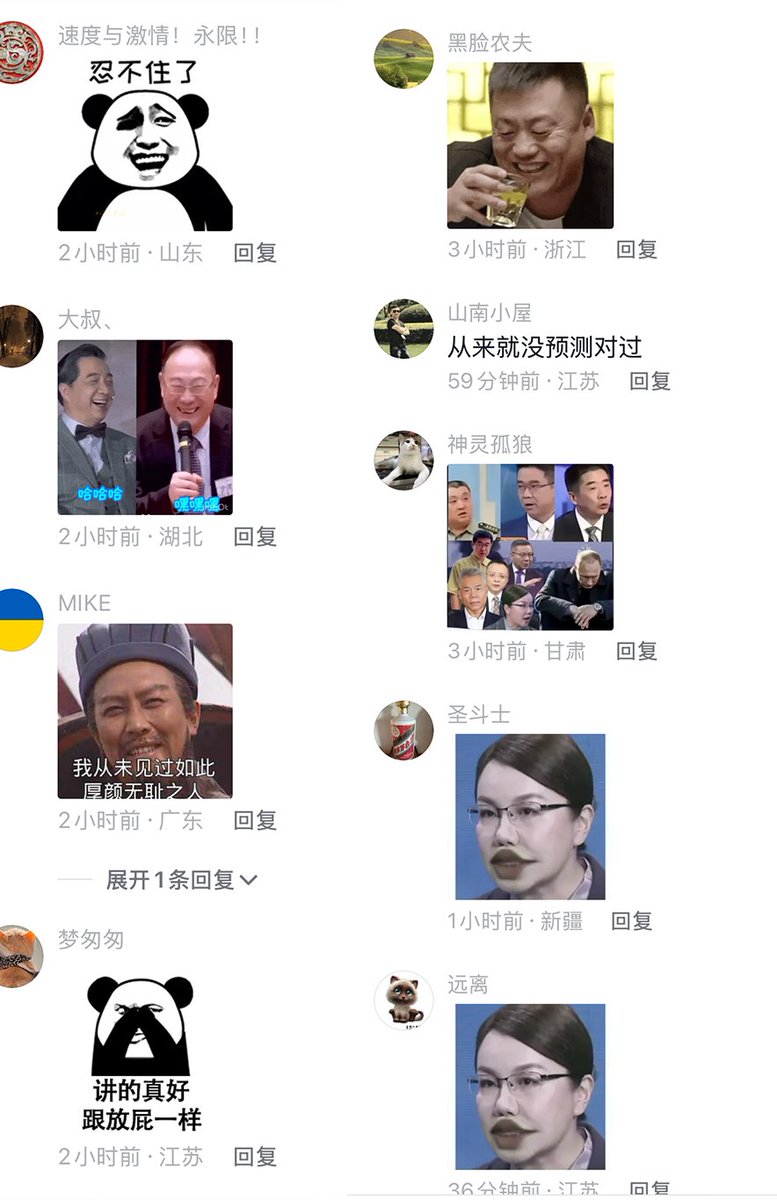 速度与激情！永限！！
忍不住了
2小时前·山东 回复
大叔、
哈哈哈
嘿嘿嘿
2小时前·湖北 回复
MIKE
我从未见过如此
厚颜无耻之人
2小时前·广东 回复
展开1条回复
梦匆匆
讲的真好
跟放屁一样
2小时前·江苏 回复
黑脸农夫
3小时前·浙江 回复
山南小屋
从来就没预测对过
59分钟前·江苏 回复
神灵孤狼
3小时前·甘肃 回复
圣斗士
1小时前·新疆 回复
远离
36分钟前·江苏 回复